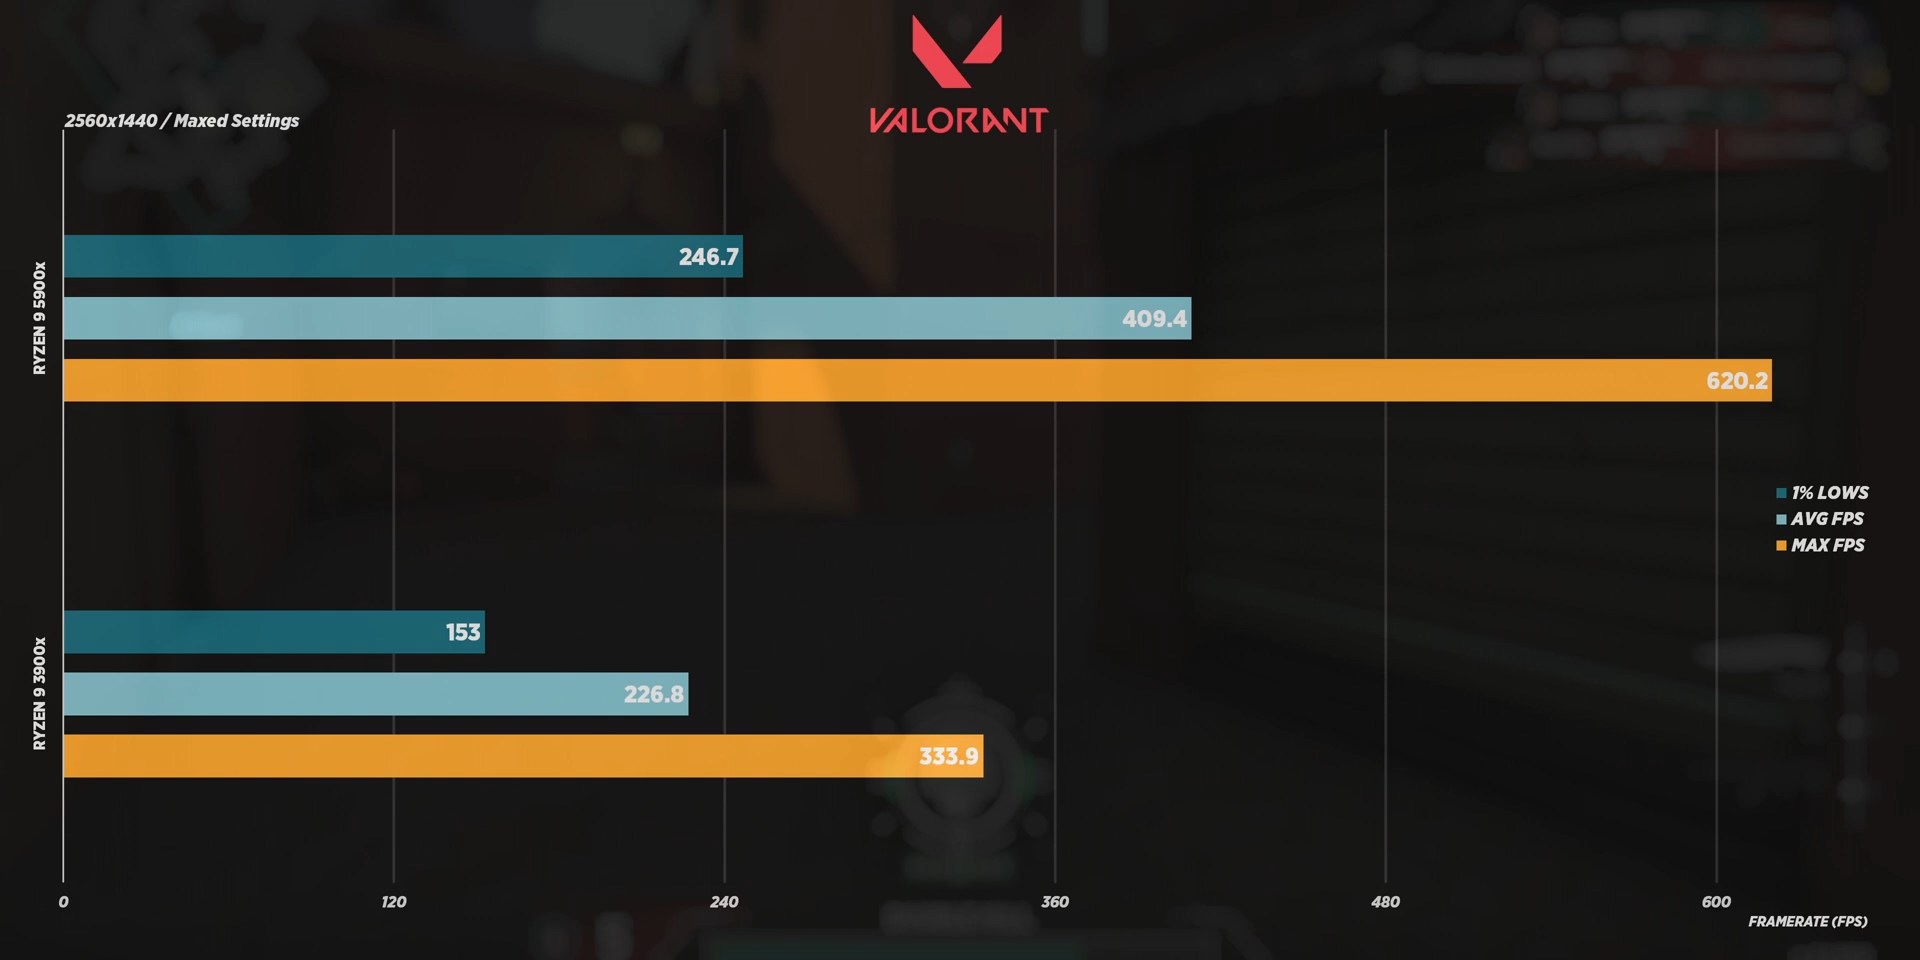 VALORANT
2560x1440 / Maxed Settings
RYZEN 9 5900x
246.7
409.4
620.2
1% LOWS
AVG FPS
MAX FPS
RYZEN 9 3900x
153
226.8
333.9
0 120 240 360 480 600
FRAMERATE (FPS)